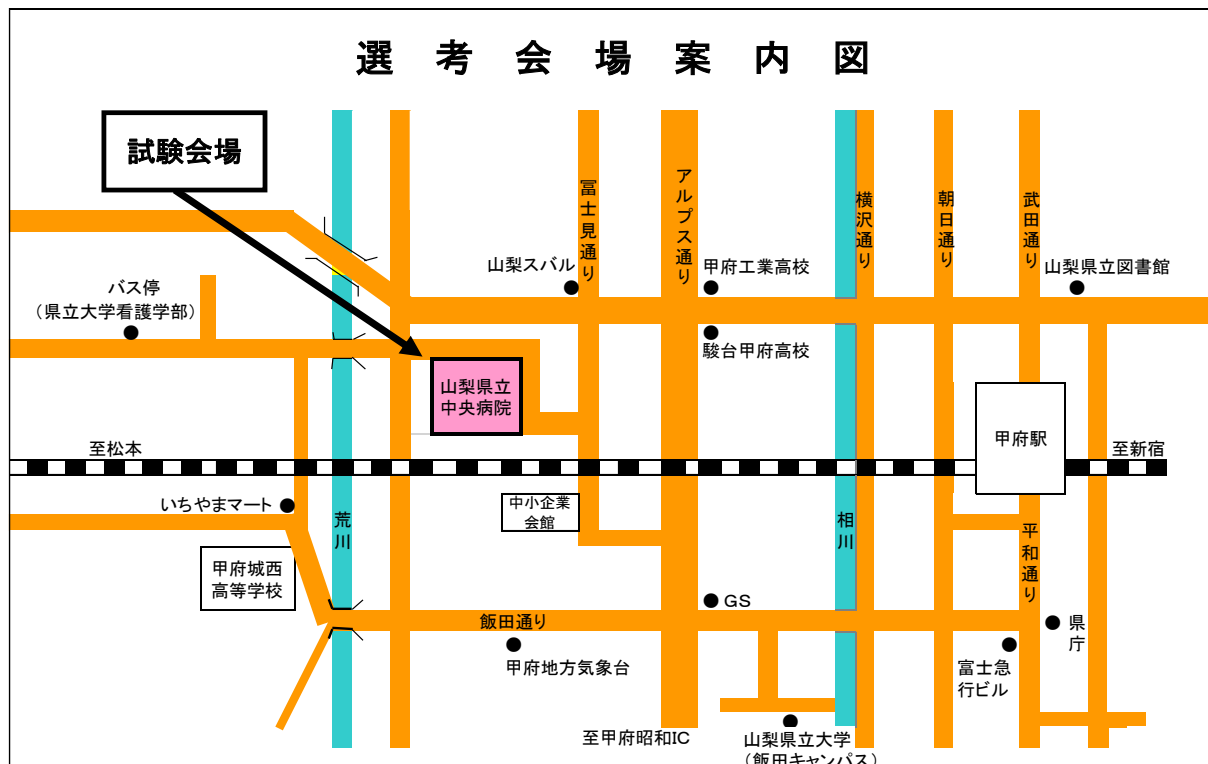 選考会場案内図
試験会場
冨士見通り
アルプス通り
横沢通り
朝日通り
武田通り
山梨スバル
甲府工業高校
山梨県立図書館
バス停
(県立大学看護学部)
駿台甲府高校
山梨県立
中央病院
甲府駅
至松本
至新宿
いちやまマート
中小企業
会館
荒川
相川
平和通り
甲府城西
高等学校
GS
飯田通り
県庁
甲府地方気象台
富士急
行ビル
至甲府昭和IC
山梨県立大学
(飯田キャンパス)